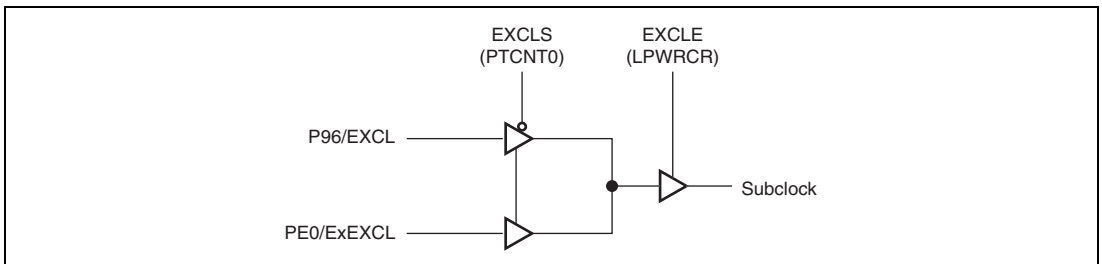 EXCLS
(PTCNT0)
EXCLE
(LPWRCR)
P96/EXCL
Subclock
PE0/ExEXCL